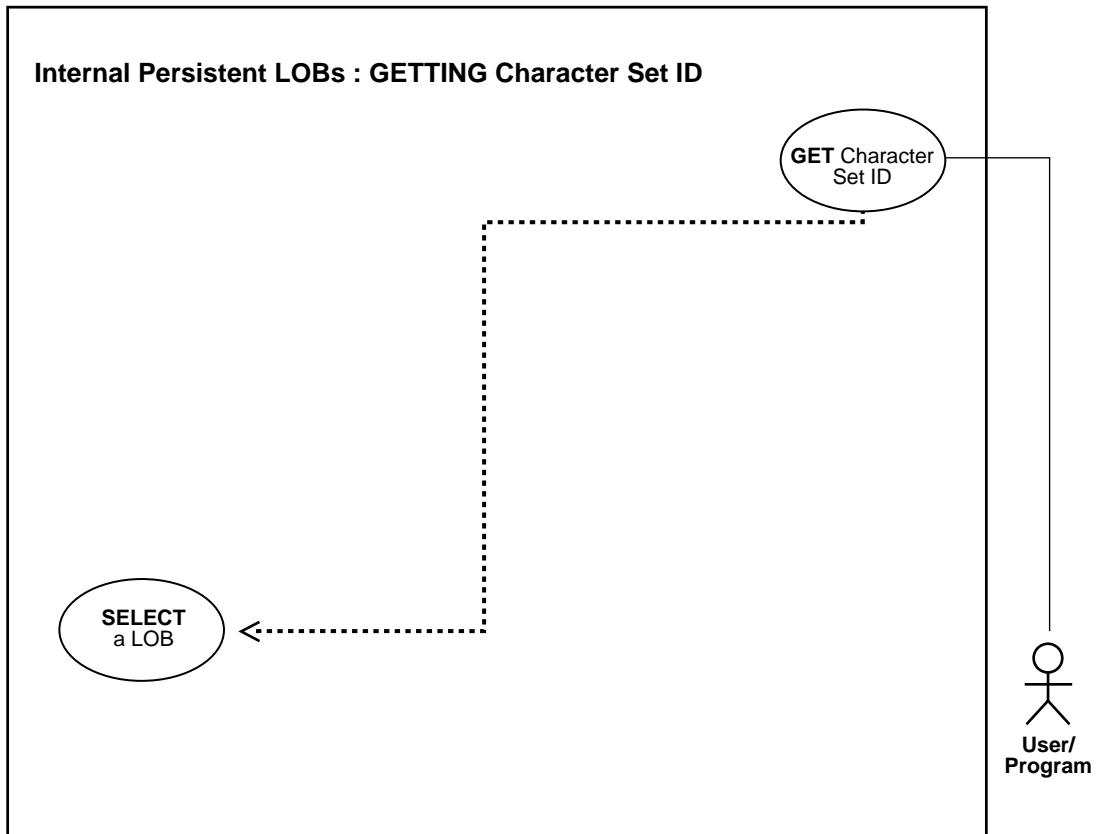 Internal Persistent LOBs : GETTING Character Set ID
GET Character
Set ID
SELECT
a LOB
User/
Program